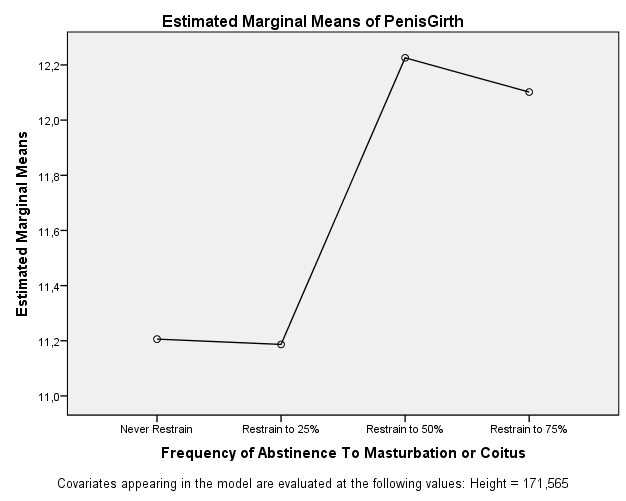 Estimated Marginal Means of PenisGirth
Estimated Marginal Means
12,2
12,0
11,8
11,6
11,4
11,2
11,0
Never Restrain
Restrain to 25%
Restrain to 50%
Restrain to 75%
Frequency of Abstinence To Masturbation or Coitus
Covariates appearing in the model are evaluated at the following values: Height = 171,565